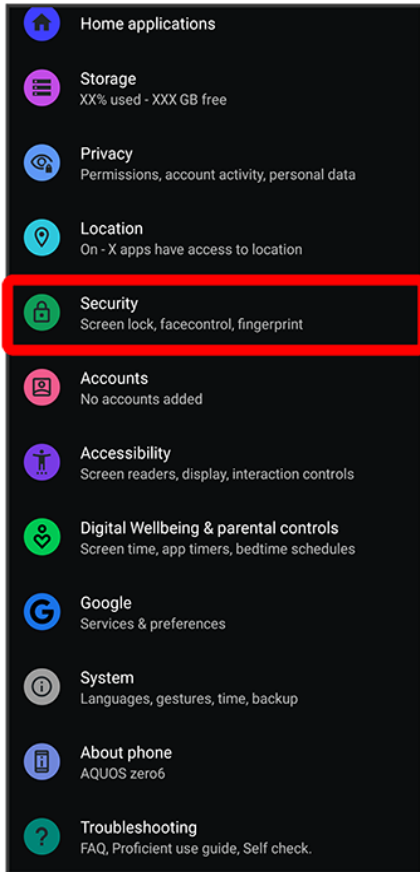 Home applications
Storage
XX% used - XXX GB free
Privacy
Permissions, account activity, personal data
Location
On - X apps have access to location
Security
Screen lock, facecontrol, fingerprint
Accounts
No accounts added
Accessibility
Screen readers, display, interaction controls
Digital Wellbeing & parental controls
Screen time, app timers, bedtime schedules
Google
Services & preferences
System
Languages, gestures, time, backup
About phone
AQUOS zero6
Troubleshooting
FAQ, Proficient use guide, Self check.